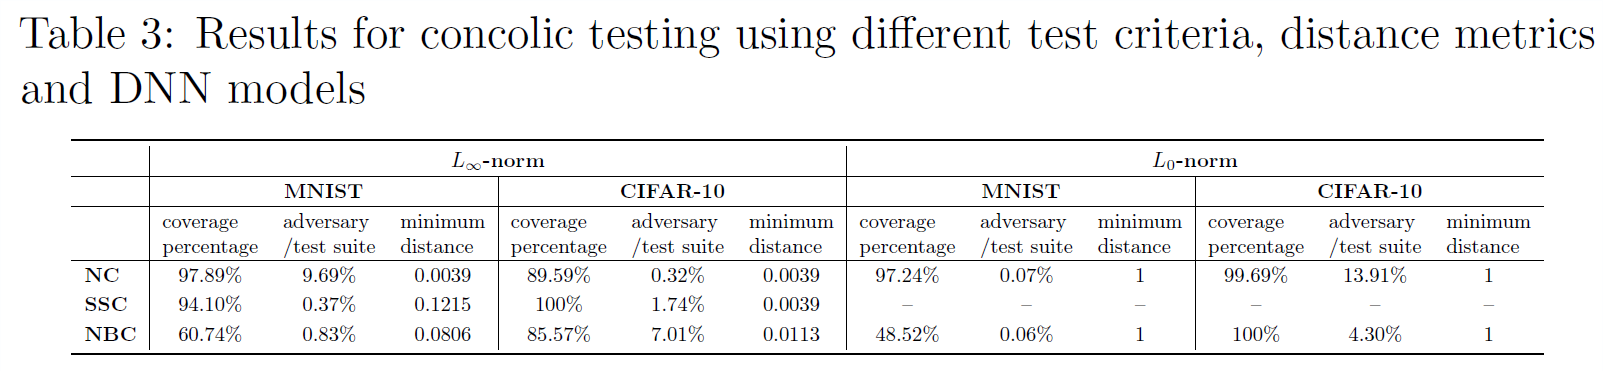 Table 3: Results for concolic testing using different test criteria, distance metrics
and DNN models
L∞-norm L0-norm
MNIST CIFAR-10 MNIST CIFAR-10
coverage adversary minimum coverage adversary minimum coverage adversary minimum coverage adversary minimum
percentage /test suite distance percentage /test suite distance percentage /test suite distance percentage /test suite distance
NC 97.89% 9.69% 0.0039 89.59% 0.32% 0.0039 97.24% 0.07% 1 99.69% 13.91% 1
SSC 94.10% 0.37% 0.1215 100% 1.74% 0.0039 – – – – – –
NBC 60.74% 0.83% 0.0806 85.57% 7.01% 0.0113 48.52% 0.06% 1 100% 4.30% 1